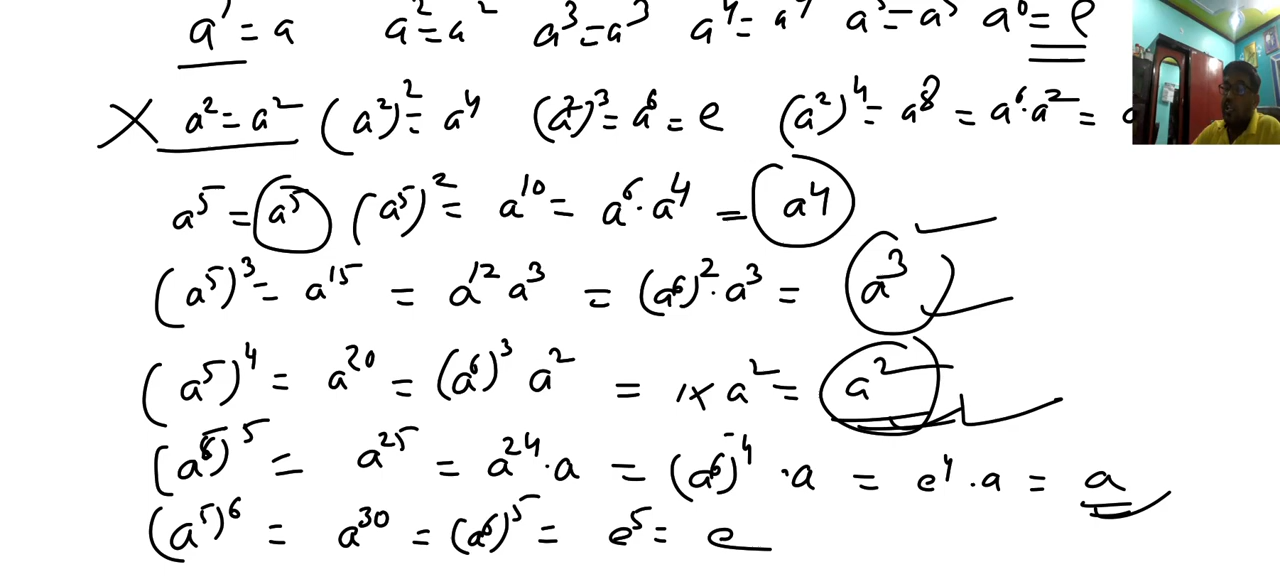 a¹ = a a² = a² a³ = a³ a⁴ = a⁴ a⁵ = a⁵ a⁶ = e
a² = a² (a²)² = a⁴ (a²)³ = a⁶ = e (a²)⁴ = a⁸ = a⁶ · a² =
a⁵ = a⁵ (a⁵)² = a¹⁰ = a⁶ · a⁴ = a⁴
(a⁵)³ = a¹⁵ = a¹² a³ = (a⁶)² · a³ = a³
(a⁵)⁴ = a²⁰ = (a⁶)³ a² = 1 × a² = a²
(a⁵)⁵ = a²⁵ = a²⁴ · a = (a⁶)⁴ · a = e⁴ · a = a
(a⁵)⁶ = a³⁰ = (a⁶)⁵ = e⁵ = e